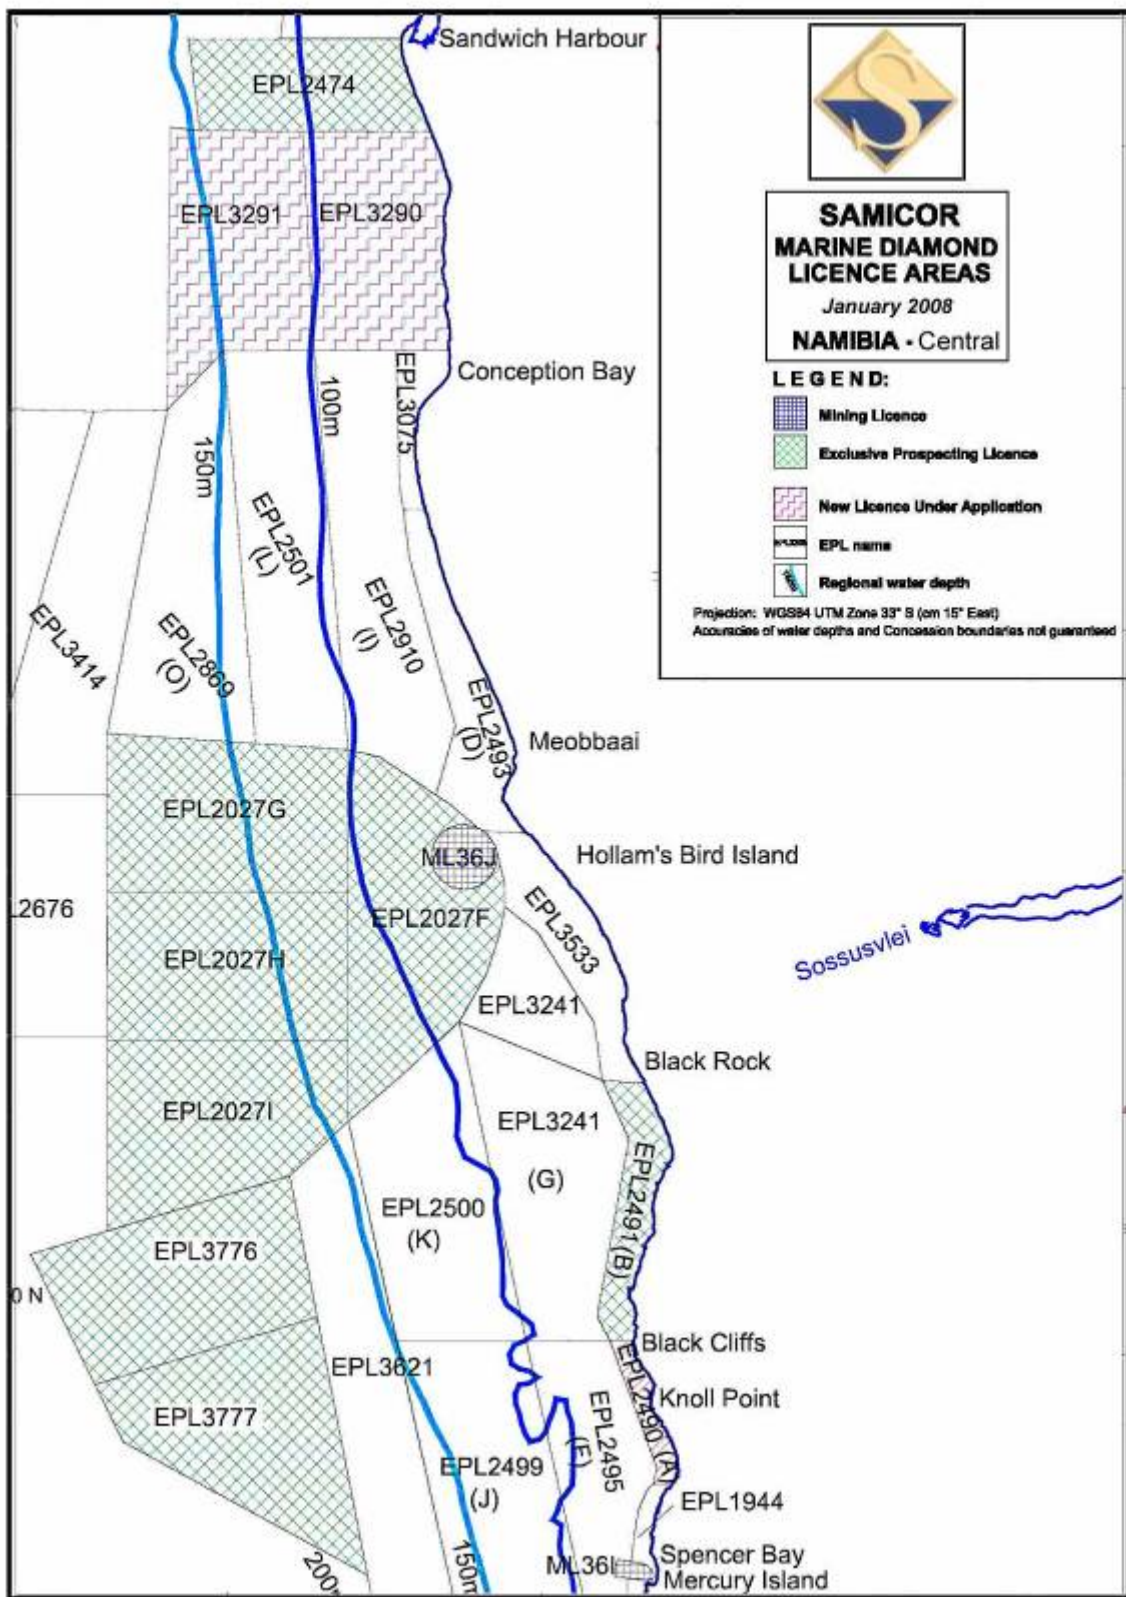 Sandwich Harbour
EPL2474
EPL3291
EPL3290
S
SAMICOR
MARINE DIAMOND
LICENCE AREAS
January 2008
NAMIBIA - Central
LEGEND:
Mining Licence
Exclusive Prospecting Licence
New Licence Under Application
EPL name
Regional water depth
Projection: WGS84 UTM Zone 33° S (cm 15° East)
Accuracies of water depths and Concession boundaries not guaranteed
Conception Bay
EPL3075
100m
150m
EPL2501
(L)
EPL2910
(I)
EPL3414
EPL2869
(O)
EPL2493
(D)
Meobbaai
EPL2027G
ML36J
Hollam's Bird Island
L2676
EPL2027F
EPL3533
Sossusvlei
EPL2027H
EPL3241
Black Rock
EPL2027I
EPL3241
(G)
EPL2491(B)
EPL2500
(K)
EPL3776
0 N
Black Cliffs
EPL3621
EPL2490 (A)
Knoll Point
EPL3777
EPL2495
(E)
EPL2499
(J)
EPL1944
200
150m
ML36I
Spencer Bay
Mercury Island